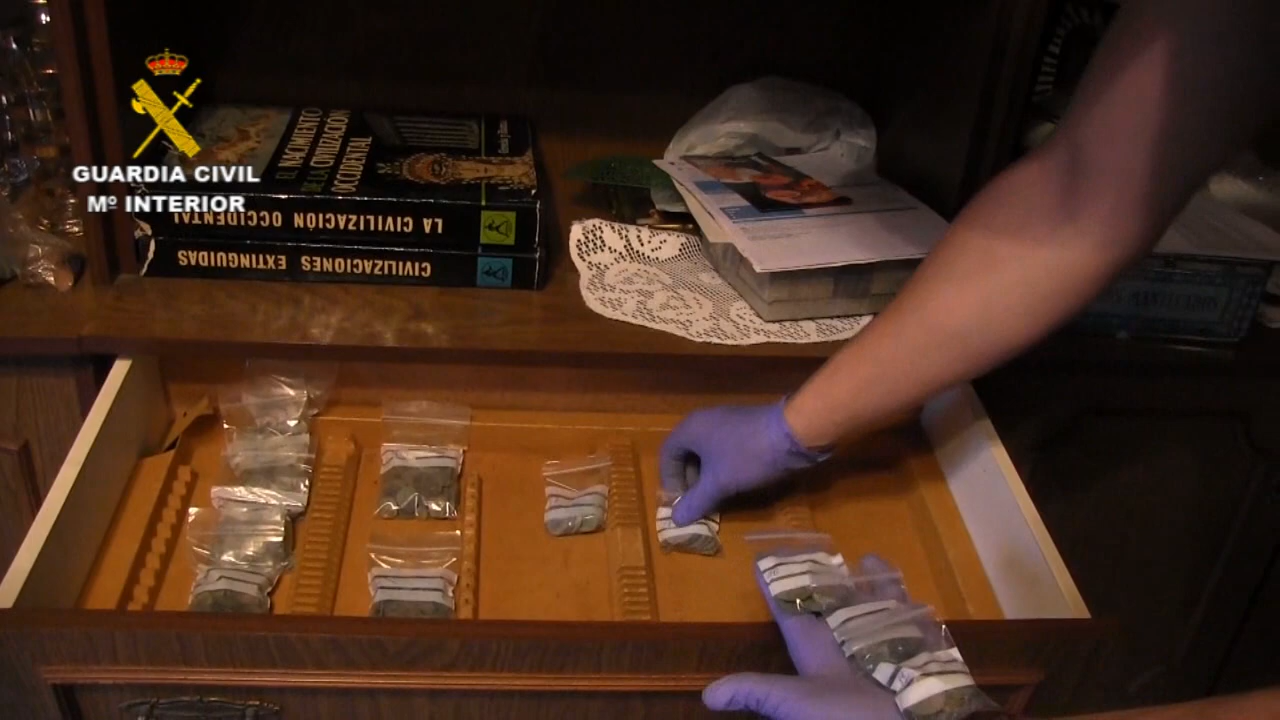 GUARDIA CIVIL
Mº INTERIOR
EL NACIMIENTO
DE LA CIVILIZACIÓN
OCCIDENTAL
LA CIVILIZACIÓN OCCIDENTAL
CIVILIZACIONES EXTINGUIDAS